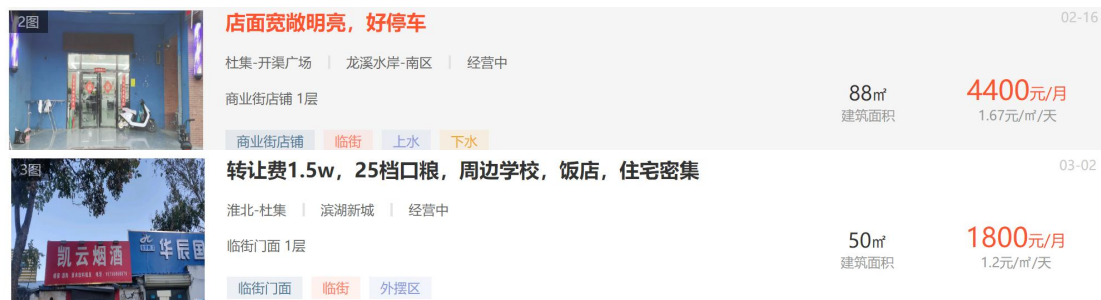 2图
店面宽敞明亮，好停车
02-16
杜集-开渠广场 | 龙溪水岸-南区 | 经营中
商业街店铺 1层
88㎡
建筑面积
4400元/月
1.67元/㎡/天
商业街店铺 临街 上水 下水
3图
转让费1.5w，25档口粮，周边学校，饭店，住宅密集
03-02
淮北-杜集 | 滨湖新城 | 经营中
临街门面 1层
50㎡
建筑面积
1800元/月
1.2元/㎡/天
临街门面 临街 外摆区
凯云烟酒
华辰国